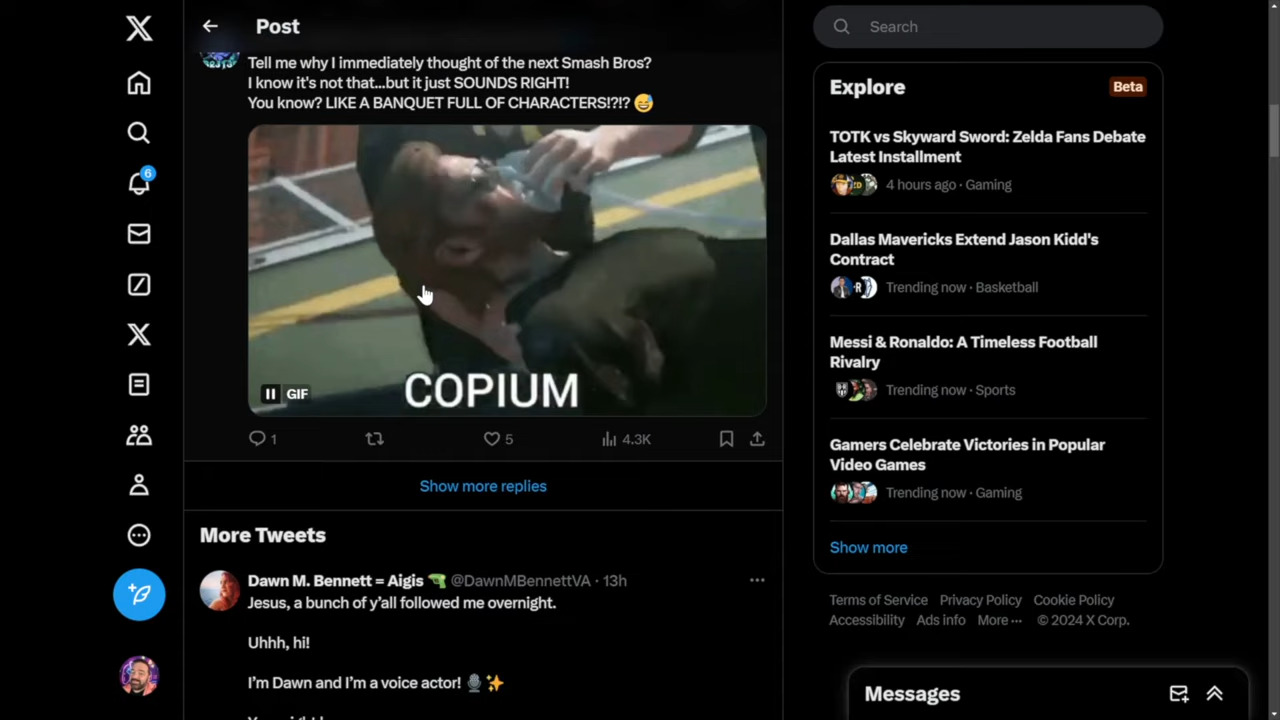 Post
Tell me why I immediately thought of the next Smash Bros?
I know it's not that...but it just SOUNDS RIGHT!
You know? LIKE A BANQUET FULL OF CHARACTERS!?!? 😅
COPIUM
GIF
1
5
4.3K
Show more replies
More Tweets
Dawn M. Bennett = Aigis 🔫 @DawnMBennettVA · 13h
Jesus, a bunch of y'all followed me overnight.
Uhhh, hi!
I'm Dawn and I'm a voice actor! 🎙️✨
6
Search
Explore
Beta
TOTK vs Skyward Sword: Zelda Fans Debate
Latest Installment
4 hours ago · Gaming
Dallas Mavericks Extend Jason Kidd's
Contract
Trending now · Basketball
Messi & Ronaldo: A Timeless Football
Rivalry
Trending now · Sports
Gamers Celebrate Victories in Popular
Video Games
Trending now · Gaming
Show more
Terms of Service Privacy Policy Cookie Policy
Accessibility Ads info More ··· © 2024 X Corp.
Messages